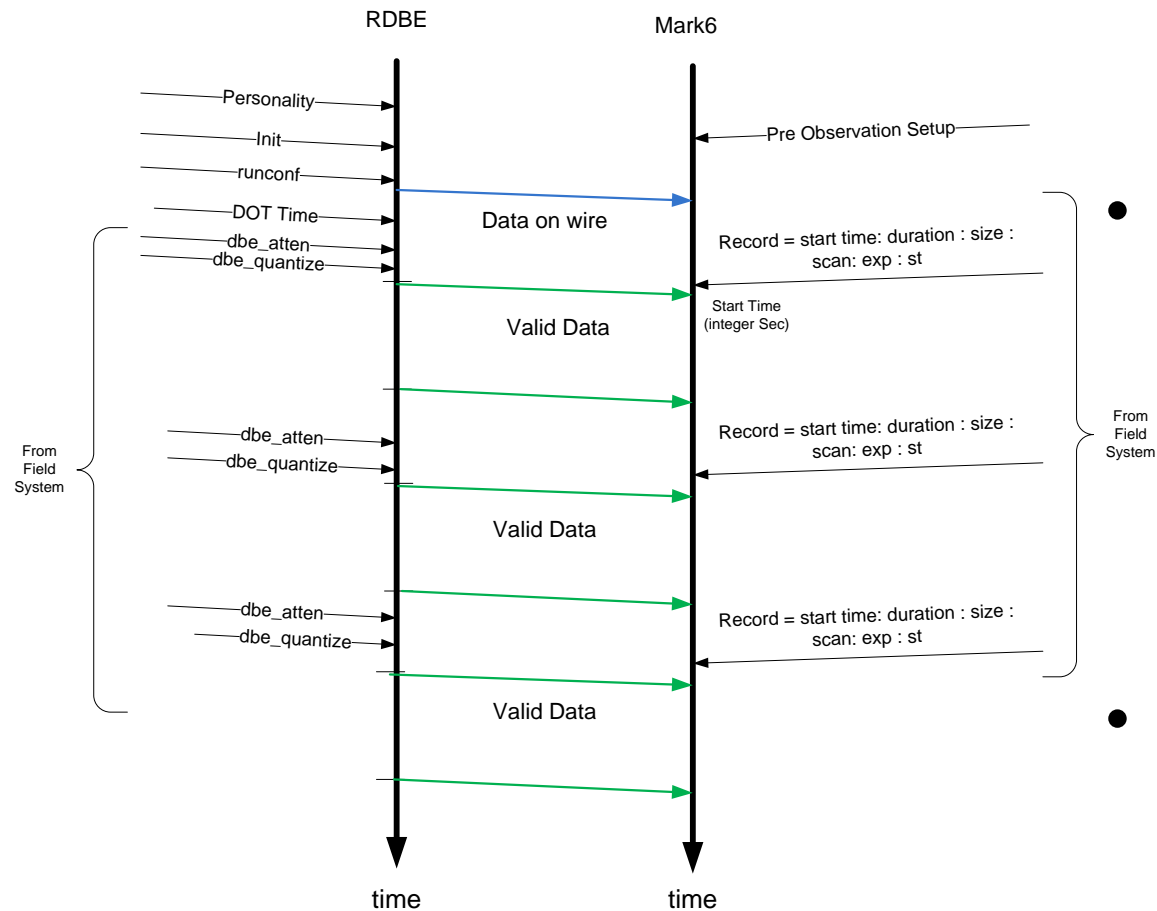 RDBE
Mark6
Personality
Pre Observation Setup
Init
runconf
DOT Time
Data on wire
dbe_atten
Record = start time: duration : size :
scan: exp : st
dbe_quantize
Start Time
(integer Sec)
Valid Data
dbe_atten
Record = start time: duration : size :
scan: exp : st
From
Field
System
From
Field
System
dbe_quantize
Valid Data
dbe_atten
Record = start time: duration : size :
scan: exp : st
dbe_quantize
Valid Data
time
time